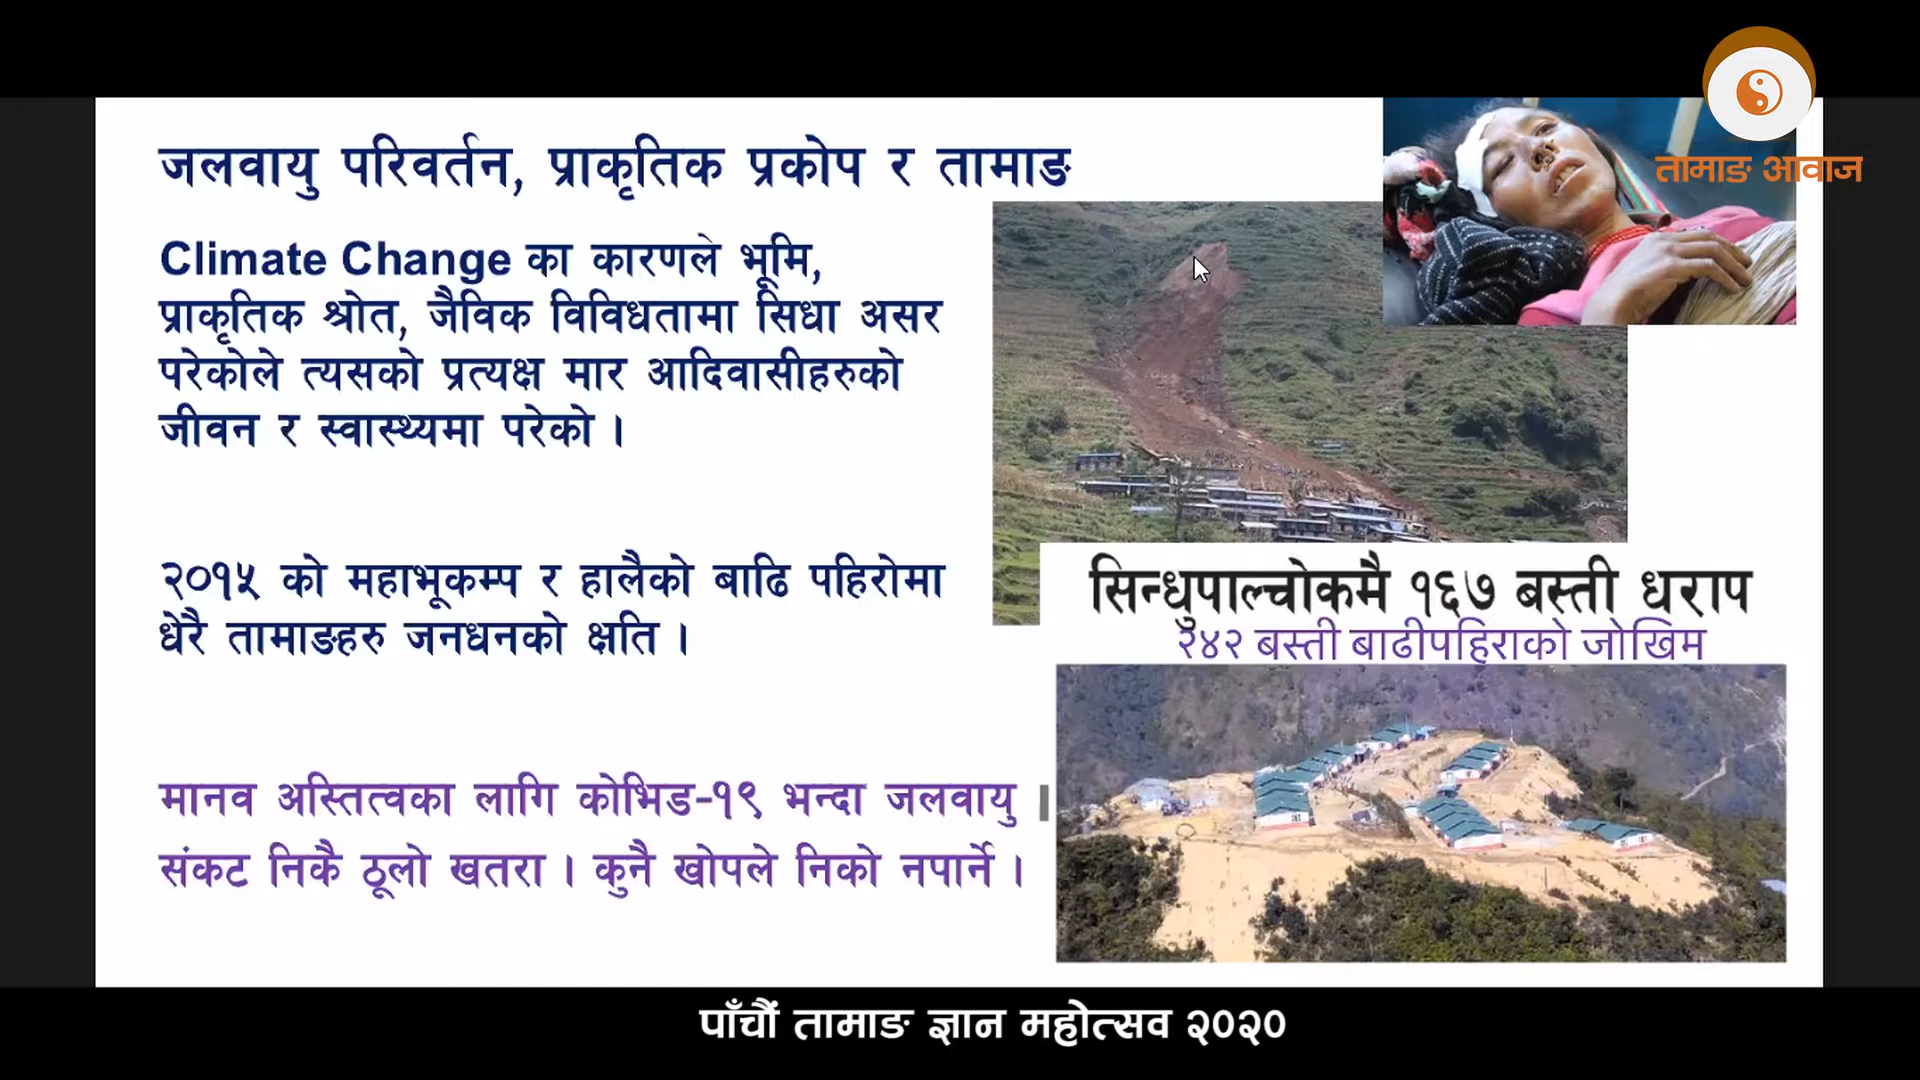 तामाङ आवाज
जलवायु परिवर्तन, प्राकृतिक प्रकोप र तामाङ
Climate Change का कारणले भूमि,
प्राकृतिक श्रोत, जैविक विविधतामा सिधा असर
परेकोले त्यसको प्रत्यक्ष मार आदिवासीहरुको
जीवन र स्वास्थ्यमा परेको ।
२०१५ को महाभूकम्प र हालैको बाढि पहिरोमा
धेरै तामाङहरु जनधनको क्षति ।
मानव अस्तित्वका लागि कोभिड-१९ भन्दा जलवायु
संकट निकै ठूलो खतरा । कुनै खोपले निको नपार्ने ।
सिन्धुपाल्चोकमै १६७ बस्ती धराप
२४२ बस्ती बाढीपहिराको जोखिम
पाँचौं तामाङ ज्ञान महोत्सव २०२०